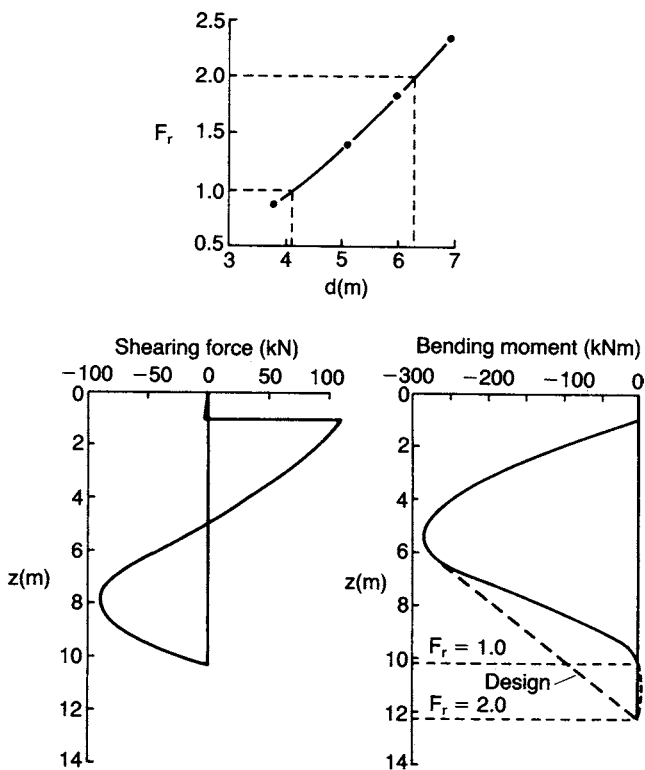 2.5
2.0
F_r 1.5
1.0
0.5
3 4 5 6 7
d(m)
Shearing force (kN)
−100 −50 0 50 100
0
2
4
6
z(m)
8
10
12
14
Bending moment (kNm)
−300 −200 −100 0
0
2
4
6
z(m)
8
F_r = 1.0
10
Design
F_r = 2.0
12
14